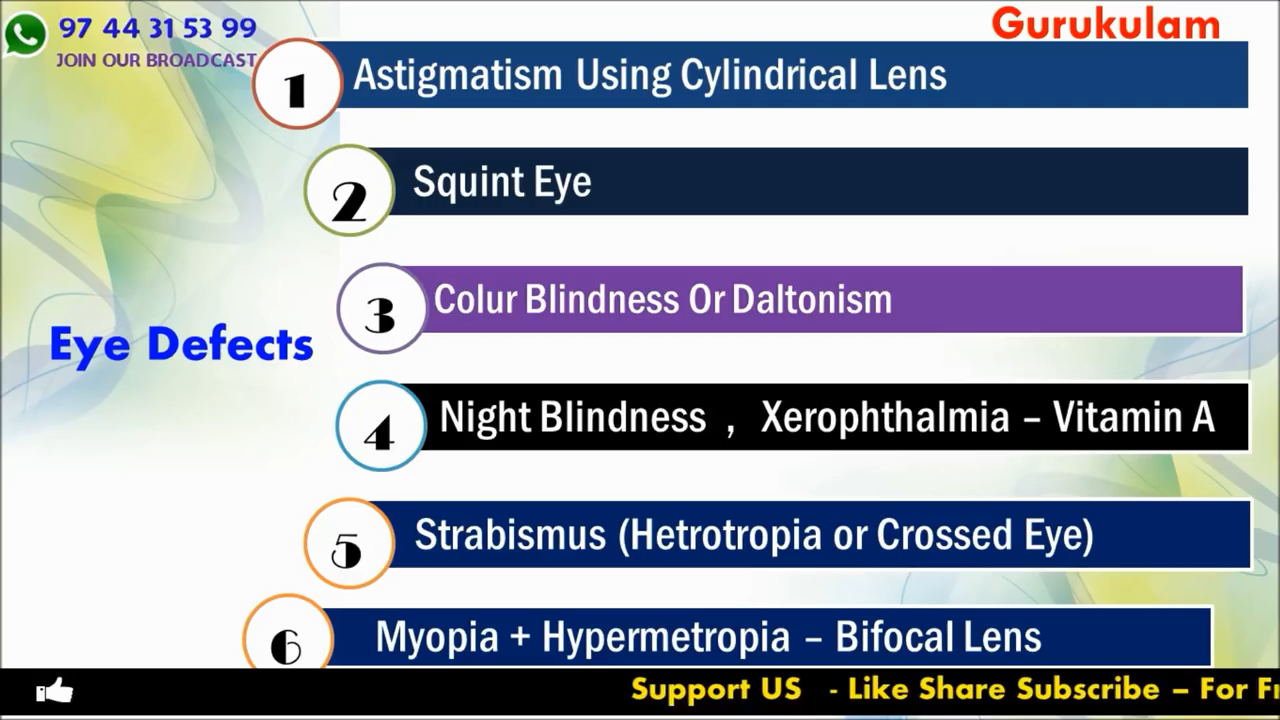 97 44 31 53 99
JOIN OUR BROADCAST
Gurukulam
1 Astigmatism Using Cylindrical Lens
2 Squint Eye
3 Colur Blindness Or Daltonism
Eye Defects
4 Night Blindness , Xerophthalmia – Vitamin A
5 Strabismus (Hetrotropia or Crossed Eye)
6 Myopia + Hypermetropia – Bifocal Lens
Support US - Like Share Subscribe – For